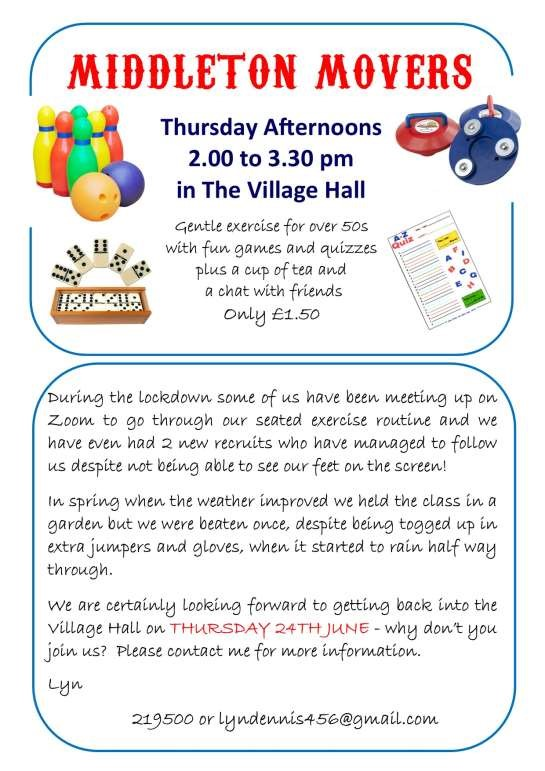 MIDDLETON MOVERS
Thursday Afternoons
2.00 to 3.30 pm
in The Village Hall
Gentle exercise for over 50s
with fun games and quizzes
plus a cup of tea and
a chat with friends
Only £1.50
A-Z
Quiz
During the lockdown some of us have been meeting up on
Zoom to go through our seated exercise routine and we
have even had 2 new recruits who have managed to follow
us despite not being able to see our feet on the screen!
In spring when the weather improved we held the class in a
garden but we were beaten once, despite being togged up in
extra jumpers and gloves, when it started to rain half way
through.
We are certainly looking forward to getting back into the
Village Hall on THURSDAY 24TH JUNE - why don't you
join us? Please contact me for more information.
Lyn
219500 or lyndennis456@gmail.com